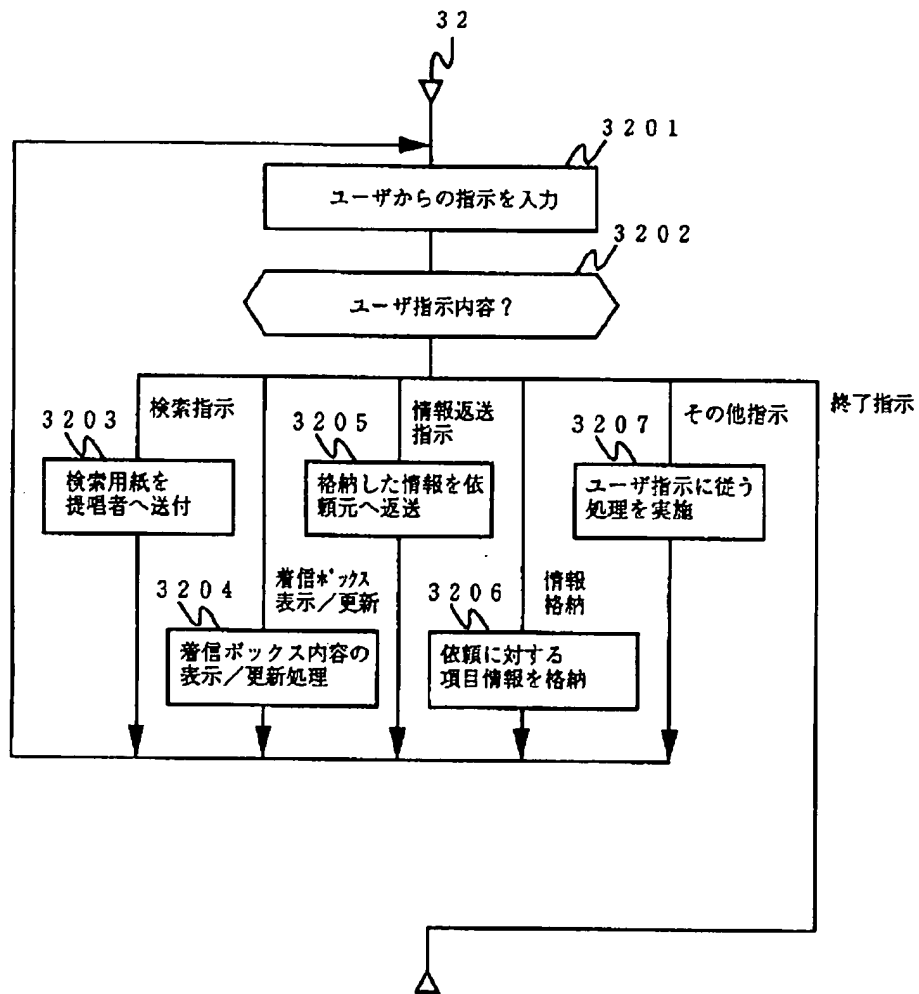 32
3201
ユーザからの指示を入力
3202
ユーザ指示内容?
検索指示
3203
検索用紙を
提唱者へ送付
着信ボックス
表示/更新
3204
着信ボックス内容の
表示/更新処理
情報返送
指示
3205
格納した情報を依
頼元へ返送
情報
格納
3206
依頼に対する
項目情報を格納
その他指示
3207
ユーザ指示に従う
処理を実施
終了指示